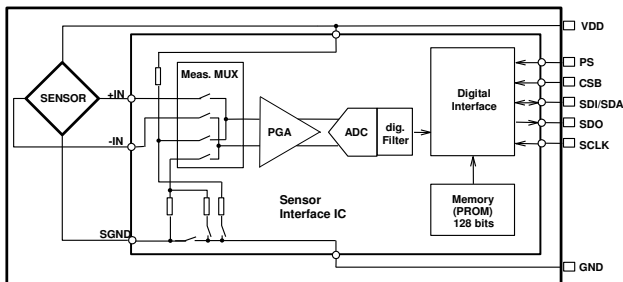 VDD
PS
CSB
SDI/SDA
SDO
SCLK
GND
SENSOR
+IN
-IN
SGND
Meas. MUX
PGA
ADC
dig.
Filter
Digital
Interface
Memory
(PROM)
128 bits
Sensor
Interface IC